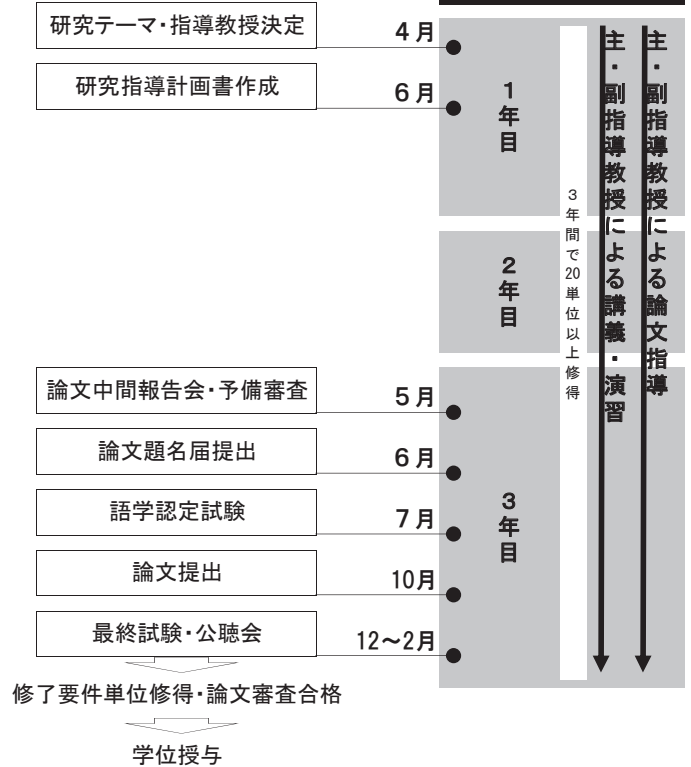 研究テーマ・指導教授決定
4月
研究指導計画書作成
6月
1年目
2年目
論文中間報告会・予備審査
5月
論文題名届提出
6月
語学認定試験
7月
3年目
論文提出
10月
最終試験・公聴会
12～2月
修了要件単位修得・論文審査合格
学位授与
3年間で20単位以上修得
主・副指導教授による講義・演習
主・副指導教授による論文指導